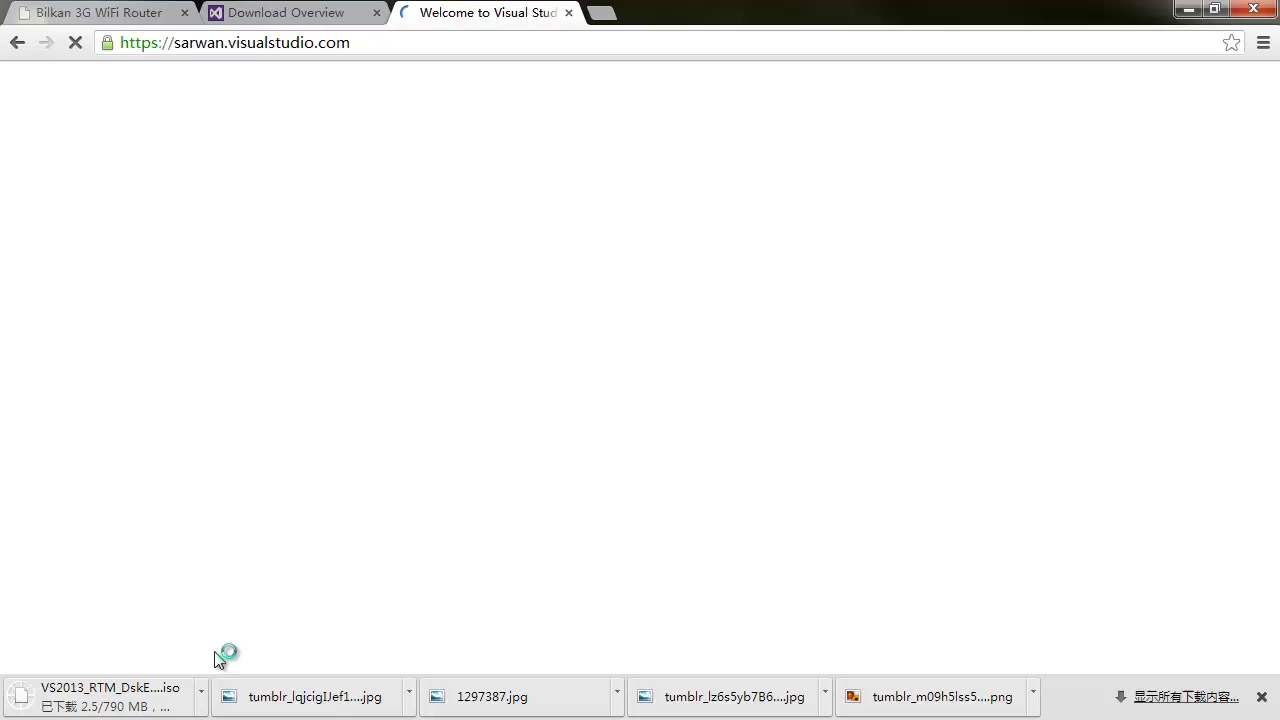 Bilkan 3G WiFi Router
Download Overview
Welcome to Visual Stud
https://sarwan.visualstudio.com
VS2013_RTM_DskE....iso
已下载 2.5/790 MB，...
tumblr_lqjcigIJef1....jpg
1297387.jpg
tumblr_lz6s5yb7B6....jpg
tumblr_m09h5lss5....png
显示所有下载内容...